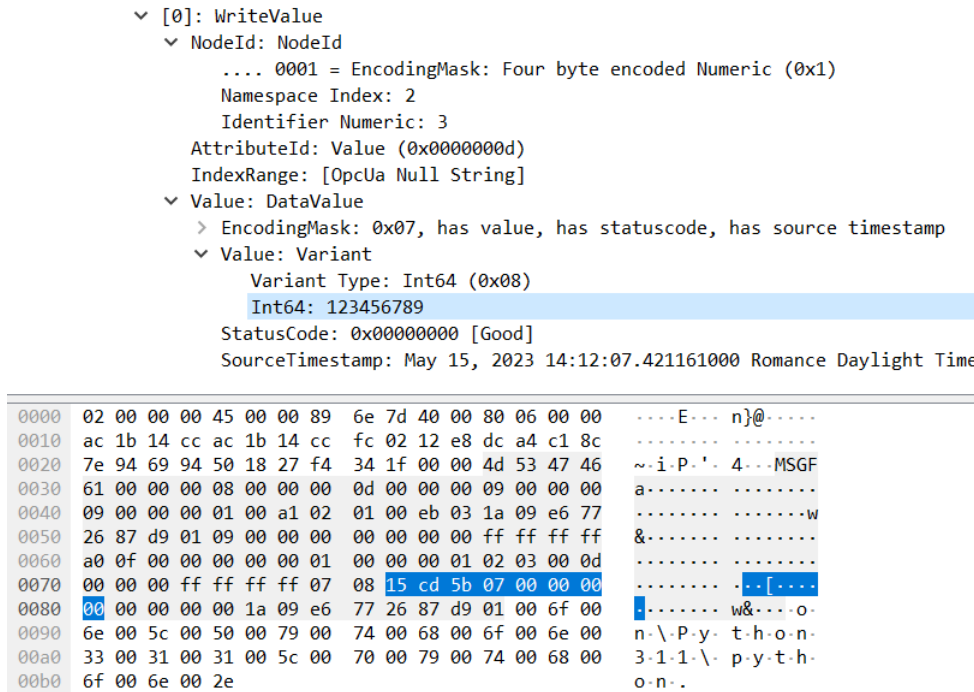 [0]: WriteValue
NodeId: NodeId
.... 0001 = EncodingMask: Four byte encoded Numeric (0x1)
Namespace Index: 2
Identifier Numeric: 3
AttributeId: Value (0x0000000d)
IndexRange: [OpcUa Null String]
Value: DataValue
EncodingMask: 0x07, has value, has statuscode, has source timestamp
Value: Variant
Variant Type: Int64 (0x08)
Int64: 123456789
StatusCode: 0x00000000 [Good]
SourceTimestamp: May 15, 2023 14:12:07.421161000 Romance Daylight Time
0000 02 00 00 00 45 00 00 89 6e 7d 40 00 80 06 00 00 ····E··· n}@·····
0010 ac 1b 14 cc ac 1b 14 cc fc 02 12 e8 dc a4 c1 8c ········ ········
0020 7e 94 69 94 50 18 27 f4 34 1f 00 00 4d 53 47 46 ~·i·P·'· 4···MSGF
0030 61 00 00 00 08 00 00 00 0d 00 00 00 09 00 00 00 a······· ········
0040 09 00 00 00 01 00 a1 02 01 00 eb 03 1a 09 e6 77 ········ ·······w
0050 26 87 d9 01 09 00 00 00 00 00 00 00 ff ff ff ff &······· ········
0060 a0 0f 00 00 00 00 00 01 00 00 00 01 02 03 00 0d ········ ········
0070 00 00 00 ff ff ff ff 07 08 15 cd 5b 07 00 00 00 ········ ···[····
0080 00 00 00 00 00 1a 09 e6 77 26 87 d9 01 00 6f 00 ········ w&····o·
0090 6e 00 5c 00 50 00 79 00 74 00 68 00 6f 00 6e 00 n·\·P·y· t·h·o·n·
00a0 33 00 31 00 31 00 5c 00 70 00 79 00 74 00 68 00 3·1·1·\· p·y·t·h·
00b0 6f 00 6e 00 2e o·n·.